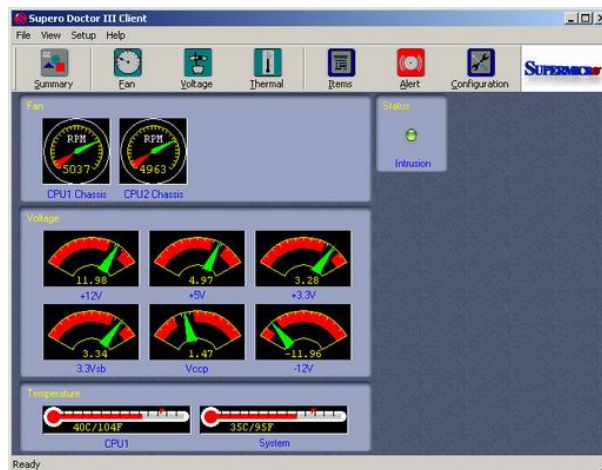 Supero Doctor III Client
File View Setup Help
Summary Fan Voltage Thermal Items Alert Configuration
SUPERMICRO
Fan
RPM RPM
5037 4963
CPU1 Chassis CPU2 Chassis
Status
Intrusion
Voltage
11.98 4.97 3.28
+12V +5V +3.3V
3.34 1.47 -11.96
3.3Vsb Vccp -12V
Temperature
40C/104F 35C/95F
CPU1 System
Ready